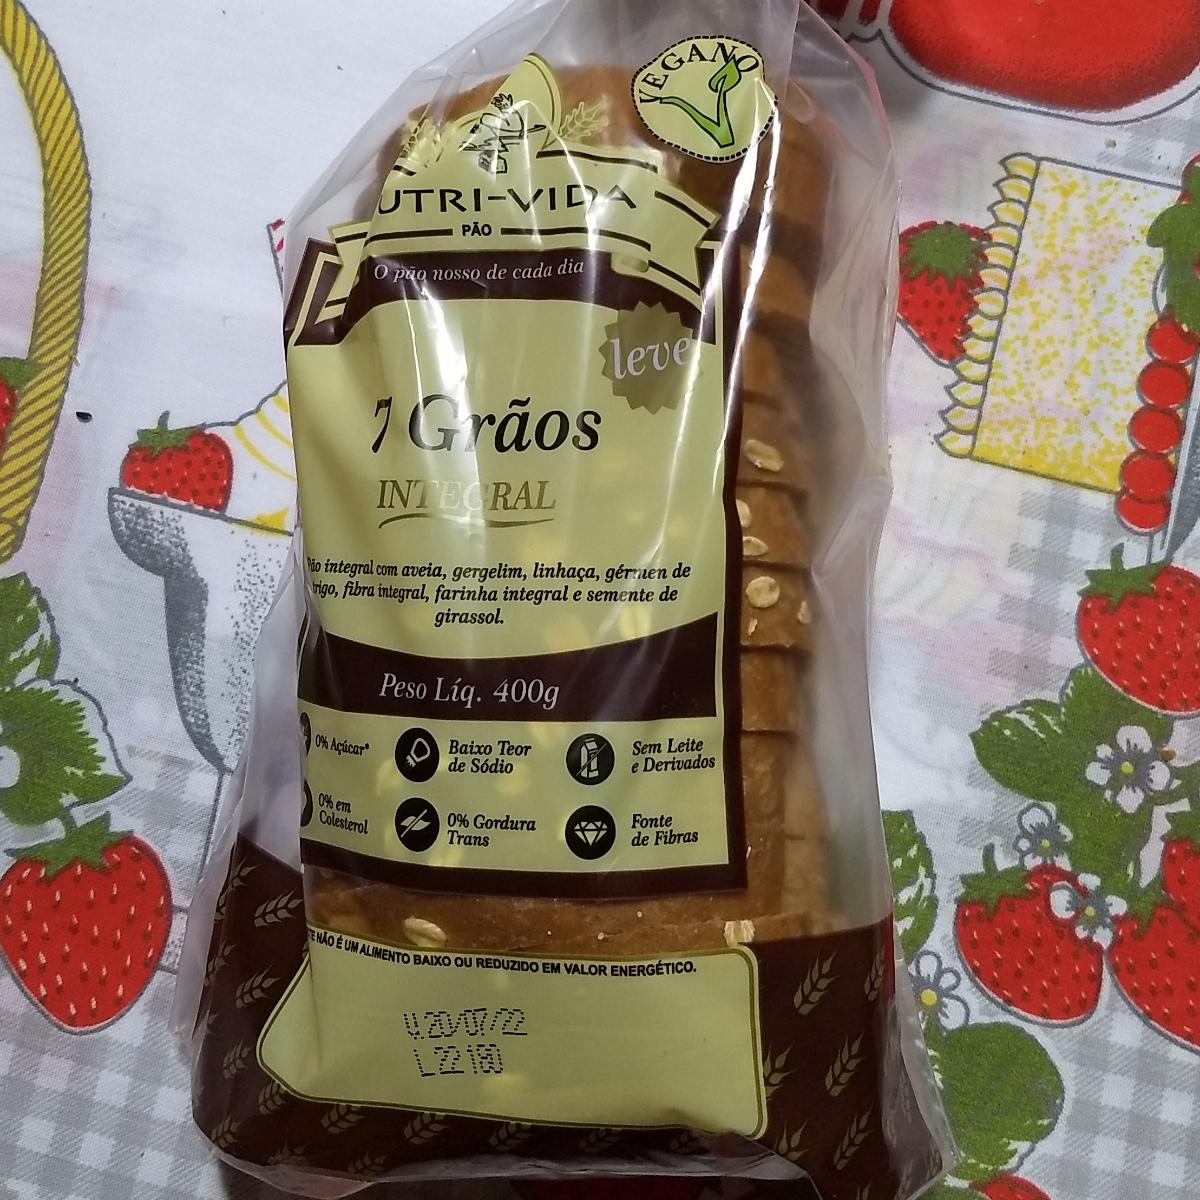 VEGANO
UTRI-VIDA
PÃO
O pão nosso de cada dia
leve
7 Grãos
INTEGRAL
ão integral com aveia, gergelim, linhaça, gérmen de
trigo, fibra integral, farinha integral e semente de
girassol.
Peso Líq. 400g
0% Açúcar*
Baixo Teor
de Sódio
Sem Leite
e Derivados
0% em
Colesterol
0% Gordura
Trans
Fonte
de Fibras
TE NÃO É UM ALIMENTO BAIXO OU REDUZIDO EM VALOR ENERGÉTICO.
V.20/07/22
L22180